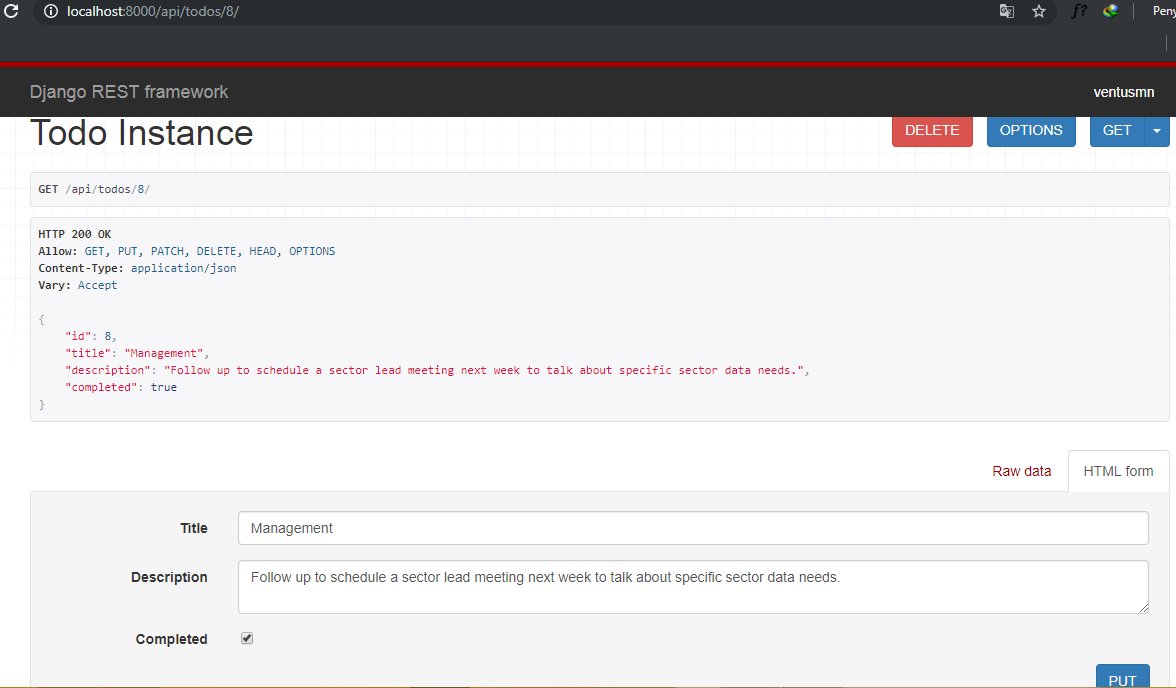 localhost:8000/api/todos/8/
Peny
Django REST framework
ventusmn
Todo Instance
DELETE
OPTIONS
GET
GET /api/todos/8/
HTTP 200 OK
Allow: GET, PUT, PATCH, DELETE, HEAD, OPTIONS
Content-Type: application/json
Vary: Accept
{
"id": 8,
"title": "Management",
"description": "Follow up to schedule a sector lead meeting next week to talk about specific sector data needs.",
"completed": true
}
Raw data
HTML form
Title
Management
Description
Follow up to schedule a sector lead meeting next week to talk about specific sector data needs.
Completed
PUT